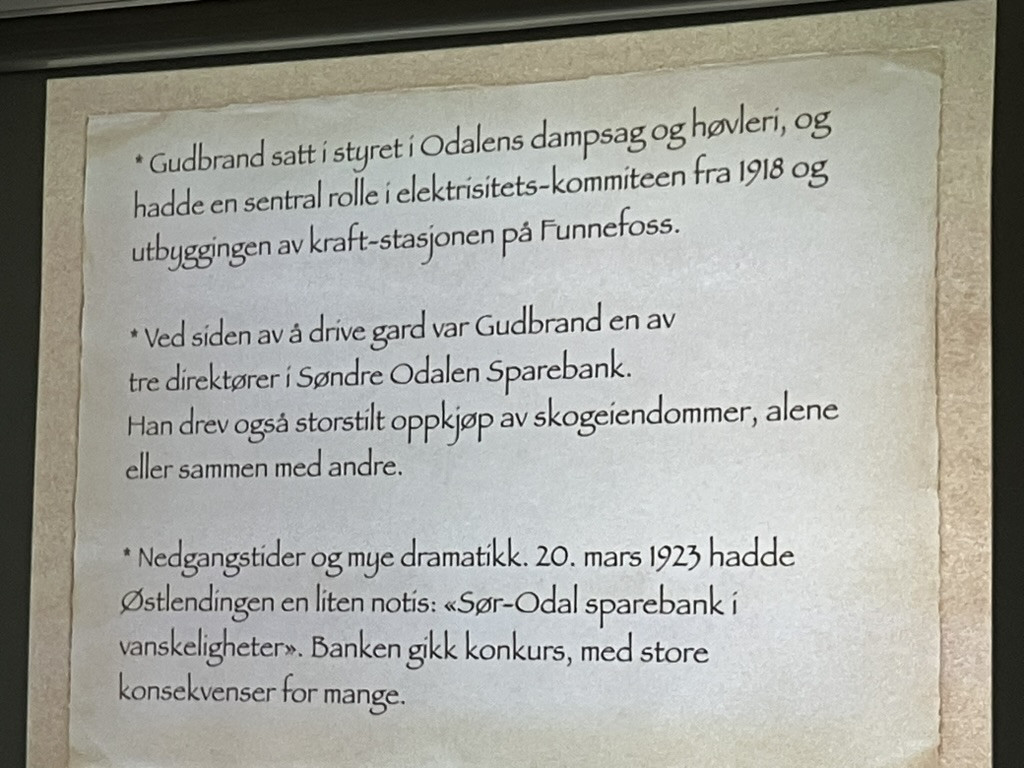 * Gudbrand satt i styret i Odalens dampsag og høvleri, og
hadde en sentral rolle i elektrisitets-kommiteen fra 1918 og
utbyggingen av kraft-stasjonen på Funnefoss.
* Ved siden av å drive gard var Gudbrand en av
tre direktører i Søndre Odalen Sparebank.
Han drev også storstilt oppkjøp av skogeiendommer, alene
eller sammen med andre.
* Nedgangstider og mye dramatikk. 20. mars 1923 hadde
Østlendingen en liten notis: «Sør-Odal sparebank i
vanskeligheter». Banken gikk konkurs, med store
konsekvenser for mange.